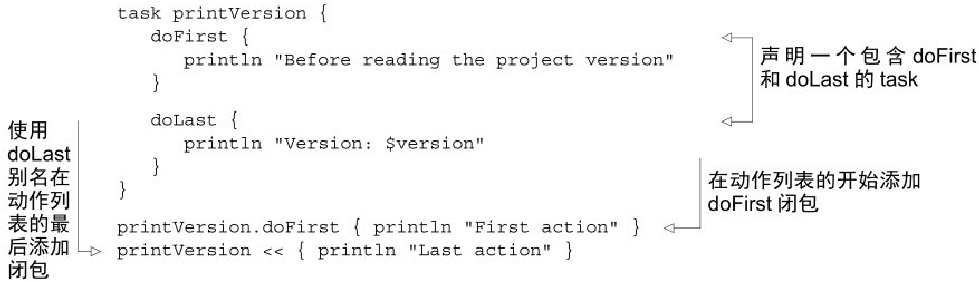 task printVersion {
doFirst {
println "Before reading the project version"
}
doLast {
println "Version: $version"
}
}
printVersion.doFirst { println "First action" }
printVersion << { println "Last action" }
声明一个包含 doFirst
和 doLast 的 task
在动作列表的开始添加
doFirst 闭包
使用
doLast
别名在
动作列
表的最
后添加
闭包